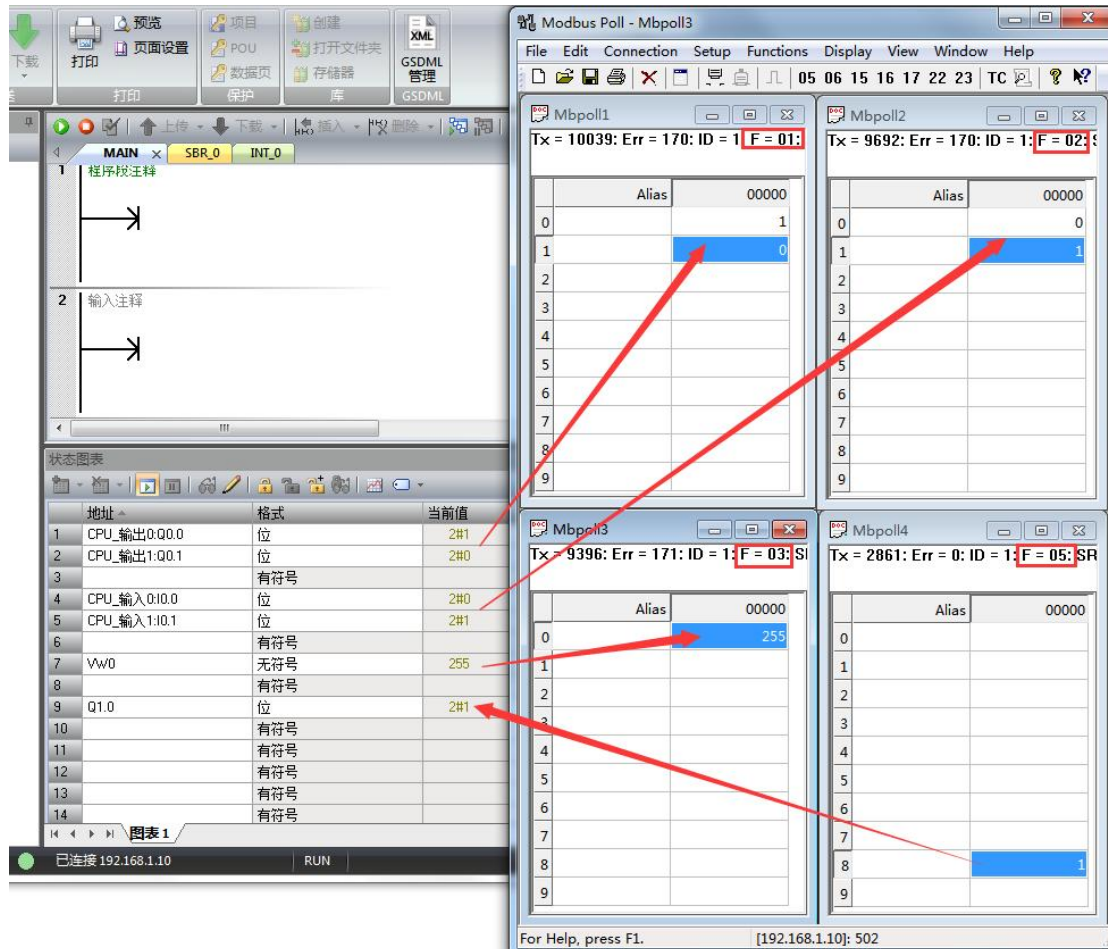 下载
打印
预览
页面设置
打印
项目
POU
数据页
保护
创建
打开文件夹
存储器
库
XML
GSDML
管理
GSDML
上传
下载
插入
删除
MAIN
SBR_0
INT_0
1 程序段注释
2 输入注释
状态图表
地址 格式 当前值
1 CPU_输出0:Q0.0 位 2#1
2 CPU_输出1:Q0.1 位 2#0
3 有符号
4 CPU_输入0:I0.0 位 2#0
5 CPU_输入1:I0.1 位 2#1
6 有符号
7 VW0 无符号 255
8 有符号
9 Q1.0 位 2#1
10 有符号
11 有符号
12 有符号
13 有符号
14 有符号
图表 1
已连接 192.168.1.10 RUN
Modbus Poll - Mbpoll3
File Edit Connection Setup Functions Display View Window Help
05 06 15 16 17 22 23 TC
Mbpoll1
Tx = 10039: Err = 170: ID = 1: F = 01:
Alias 00000
0 1
1 0
2
3
4
5
6
7
8
9
Mbpoll2
Tx = 9692: Err = 170: ID = 1: F = 02: S
Alias 00000
0 0
1 1
2
3
4
5
6
7
8
9
Mbpoll3
Tx = 9396: Err = 171: ID = 1: F = 03: SI
Alias 00000
0 255
1
2
3
4
5
6
7
8
9
Mbpoll4
Tx = 2861: Err = 0: ID = 1: F = 05: SR
Alias 00000
0
1
2
3
4
5
6
7
8 1
9
For Help, press F1. [192.168.1.10]: 502